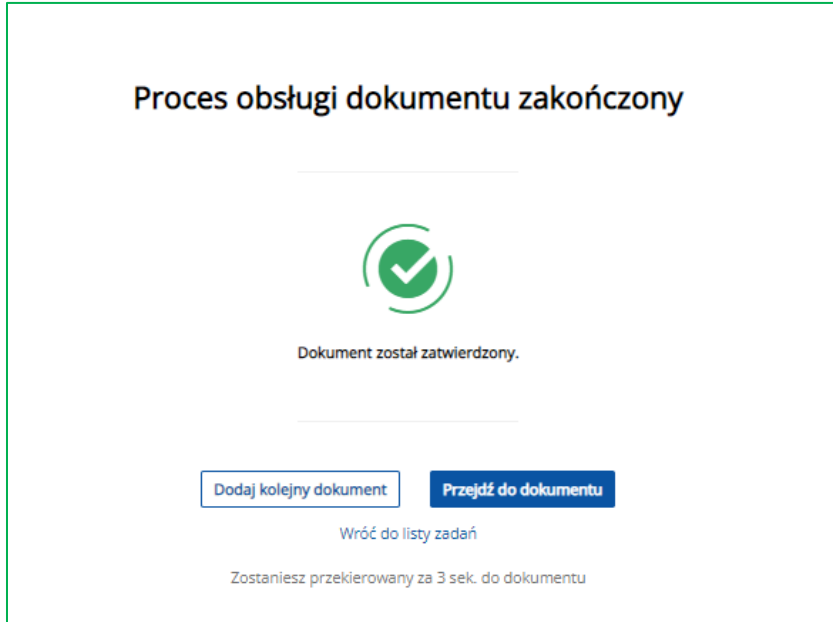 Proces obsługi dokumentu zakończony
Dokument został zatwierdzony.
Dodaj kolejny dokument
Przejdź do dokumentu
Wróć do listy zadań
Zostaniesz przekierowany za 3 sek. do dokumentu